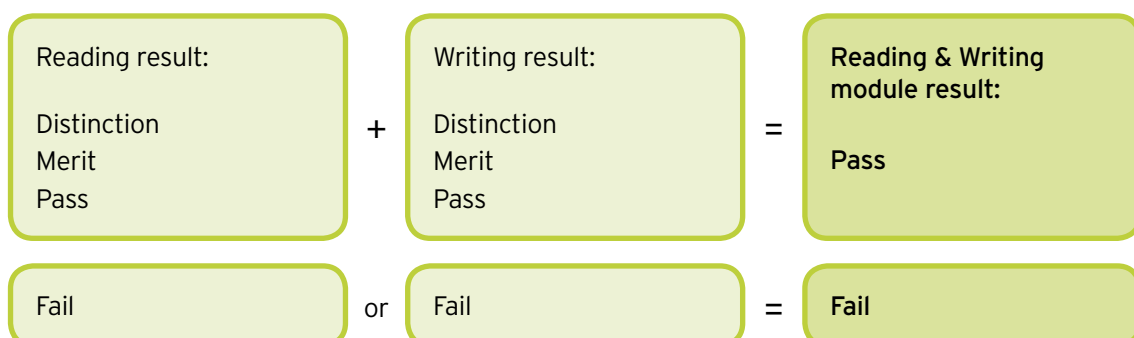 Reading result:
Distinction
Merit
Pass
+
Writing result:
Distinction
Merit
Pass
=
Reading & Writing
module result:
Pass
Fail
or
Fail
=
Fail